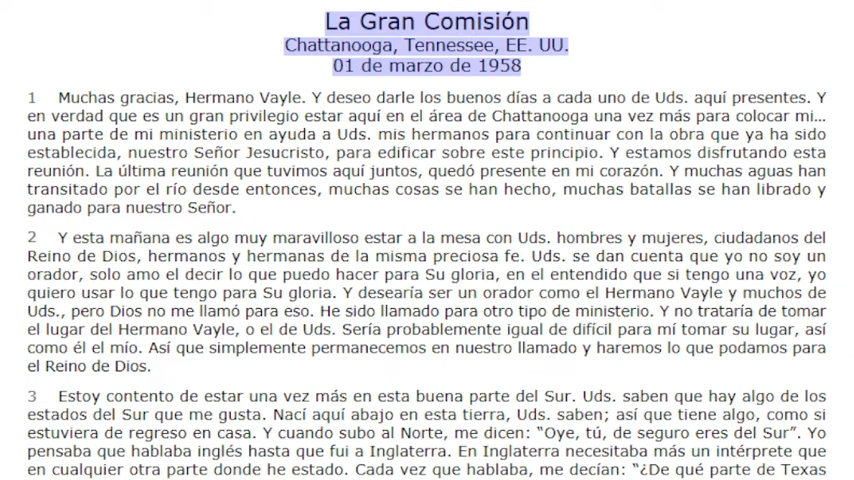 La Gran Comisión
Chattanooga, Tennessee, EE. UU.
01 de marzo de 1958
1 Muchas gracias, Hermano Vayle. Y deseo darle los buenos días a cada uno de Uds. aquí presentes. Y
en verdad que es un gran privilegio estar aquí en el área de Chattanooga una vez más para colocar mi...
una parte de mi ministerio en ayuda a Uds. mis hermanos para continuar con la obra que ya ha sido
establecida, nuestro Señor Jesucristo, para edificar sobre este principio. Y estamos disfrutando esta
reunión. La última reunión que tuvimos aquí juntos, quedó presente en mi corazón. Y muchas aguas han
transitado por el río desde entonces, muchas cosas se han hecho, muchas batallas se han librado y
ganado para nuestro Señor.
2 Y esta mañana es algo muy maravilloso estar a la mesa con Uds. hombres y mujeres, ciudadanos del
Reino de Dios, hermanos y hermanas de la misma preciosa fe. Uds. se dan cuenta que yo no soy un
orador, solo amo el decir lo que puedo hacer para Su gloria, en el entendido que si tengo una voz, yo
quiero usar lo que tengo para Su gloria. Y desearía ser un orador como el Hermano Vayle y muchos de
Uds., pero Dios no me llamó para eso. He sido llamado para otro tipo de ministerio. Y no trataría de tomar
el lugar del Hermano Vayle, o el de Uds. Sería probablemente igual de difícil para mí tomar su lugar, así
como él el mío. Así que simplemente permanecemos en nuestro llamado y haremos lo que podamos para
el Reino de Dios.
3 Estoy contento de estar una vez más en esta buena parte del Sur. Uds. saben que hay algo de los
estados del Sur que me gusta. Nací aquí abajo en esta tierra, Uds. saben; así que tiene algo, como si
estuviera de regreso en casa. Y cuando subo al Norte, me dicen: “Oye, tú, de seguro eres del Sur”. Yo
pensaba que hablaba inglés hasta que fui a Inglaterra. En Inglaterra necesitaba más un intérprete que
en cualquier otra parte donde he estado. Cada vez que hablaba, me decían: “¿De qué parte de Texas